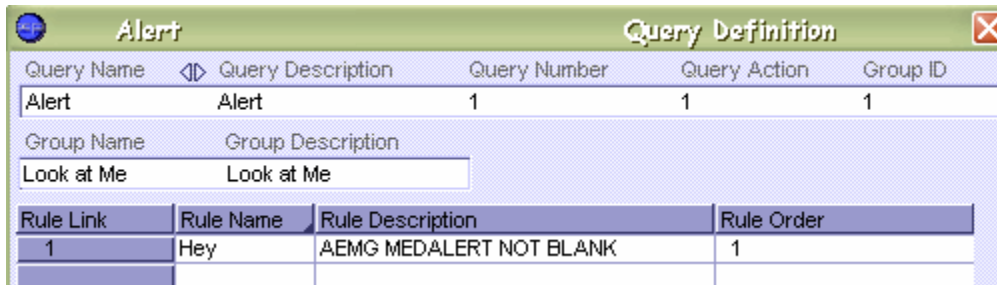 Alert Query Definition
Query Name Query Description Query Number Query Action Group ID
Alert Alert 1 1 1
Group Name Group Description
Look at Me Look at Me
Rule Link Rule Name Rule Description Rule Order
1 Hey AEMG MEDALERT NOT BLANK 1